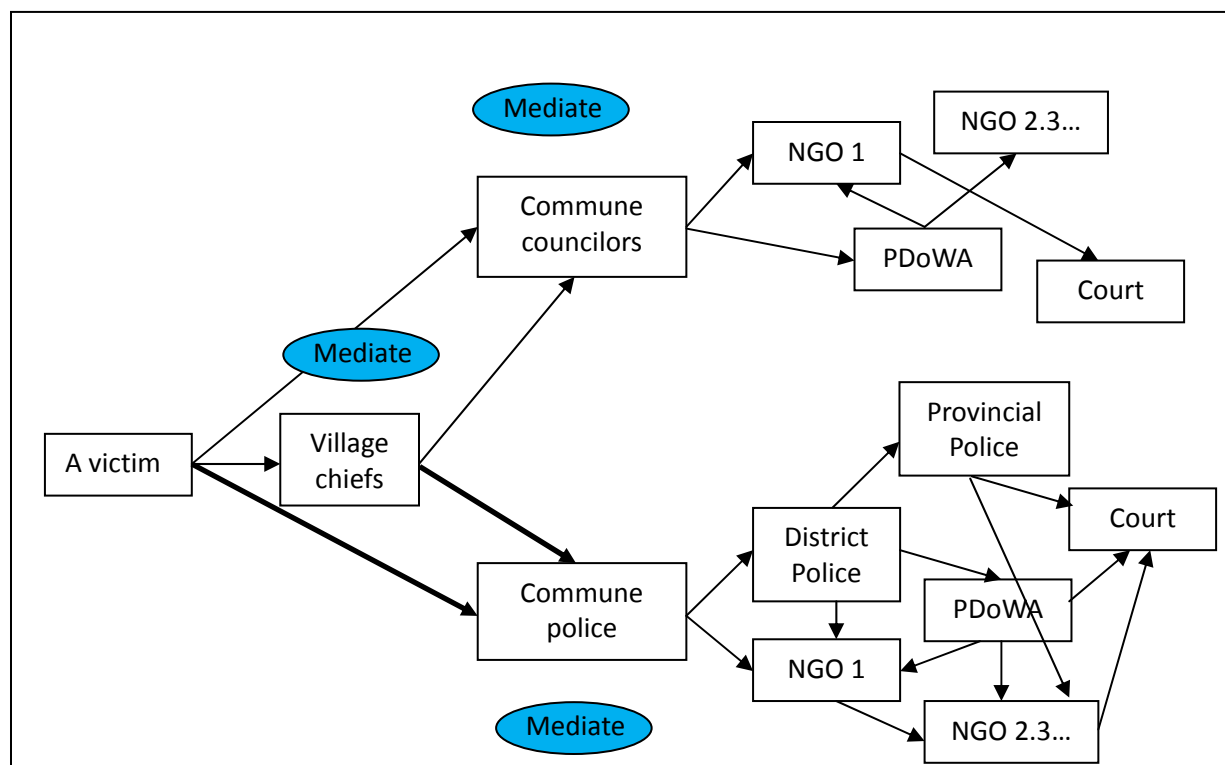 Mediate
NGO 2.3...
NGO 1
Commune
councilors
PDoWA
Court
Mediate
Provincial
Police
A victim
Village
chiefs
Court
District
Police
Commune
police
PDoWA
NGO 1
Mediate
NGO 2.3...